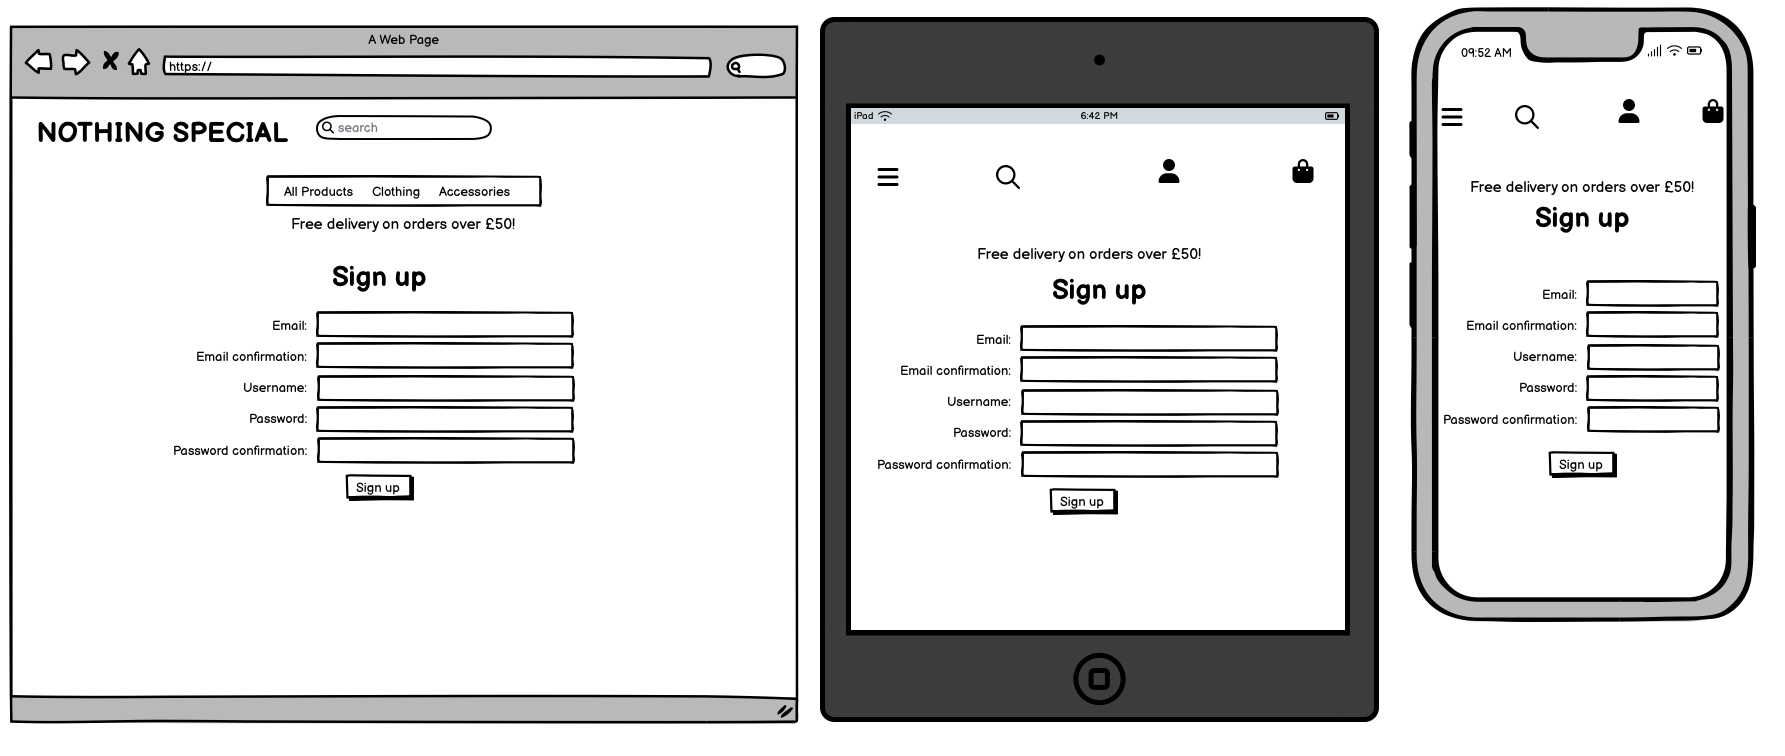 A Web Page
https://
NOTHING SPECIAL
search
All Products Clothing Accessories
Free delivery on orders over £50!
Sign up
Email:
Email confirmation:
Username:
Password:
Password confirmation:
Sign up
iPad 6:42 PM
Free delivery on orders over £50!
Sign up
Email:
Email confirmation:
Username:
Password:
Password confirmation:
Sign up
09:52 AM
Free delivery on orders over £50!
Sign up
Email:
Email confirmation:
Username:
Password:
Password confirmation:
Sign up